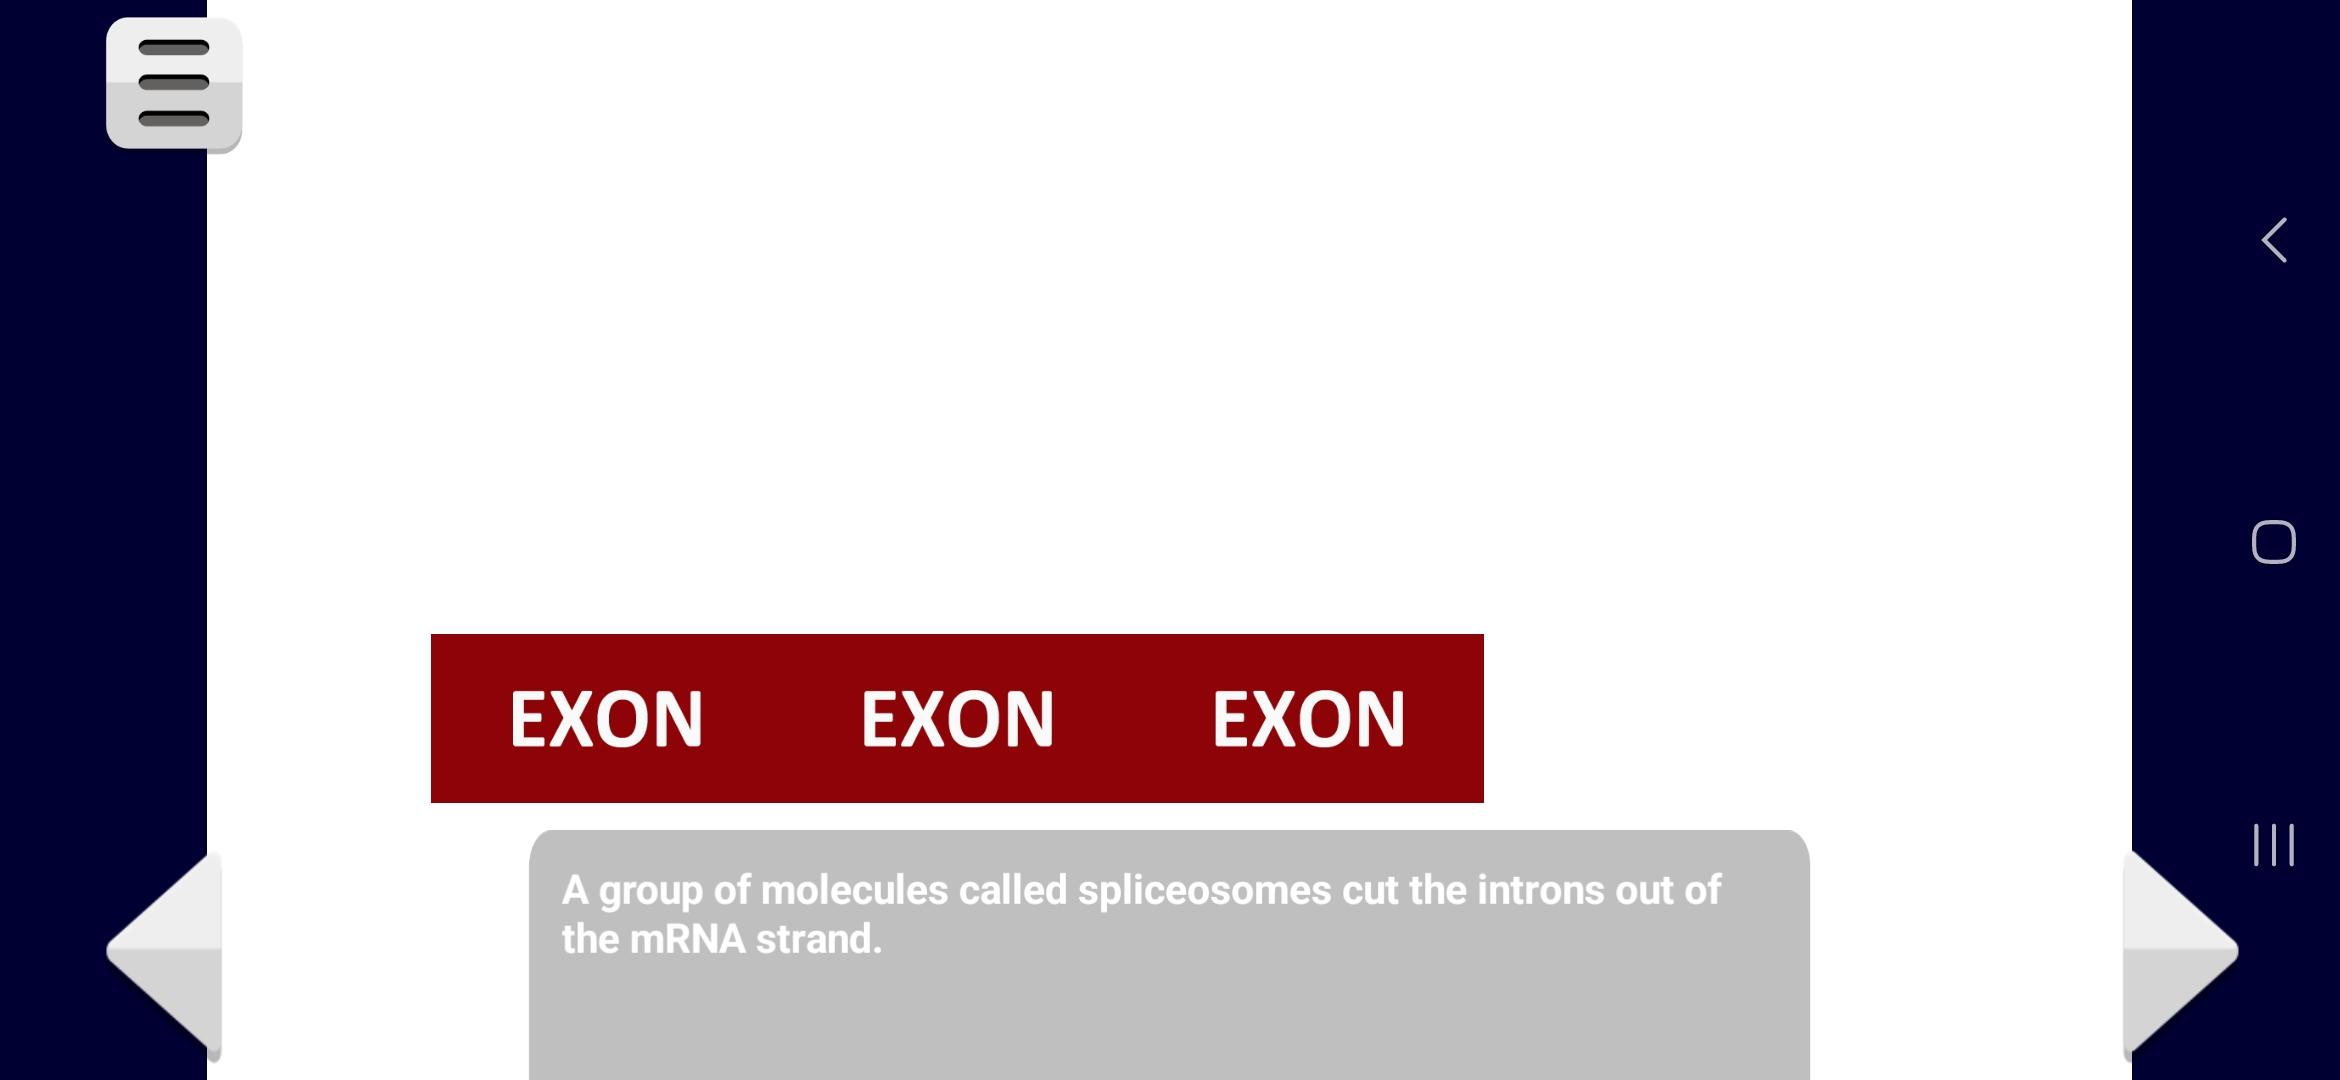 EXON EXON EXON
A group of molecules called spliceosomes cut the introns out of
the mRNA strand.